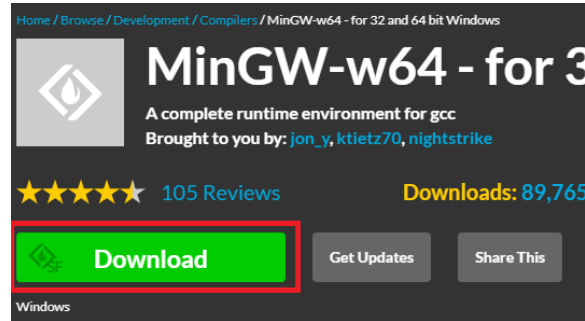 Home / Browse / Development / Compilers / MinGW-w64 - for 32 and 64 bit Windows
MinGW-w64 - for 3
A complete runtime environment for gcc
Brought to you by: jon_y, ktietz70, nightstrike
105 Reviews
Downloads: 89,765
SF Download
Get Updates
Share This
Windows